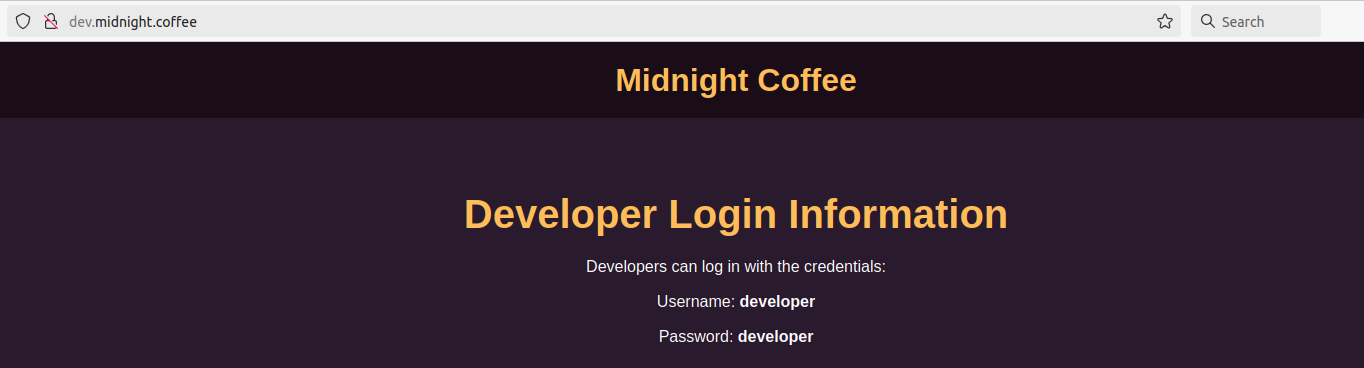 dev.midnight.coffee
Search
Midnight Coffee
Developer Login Information
Developers can log in with the credentials:
Username: developer
Password: developer